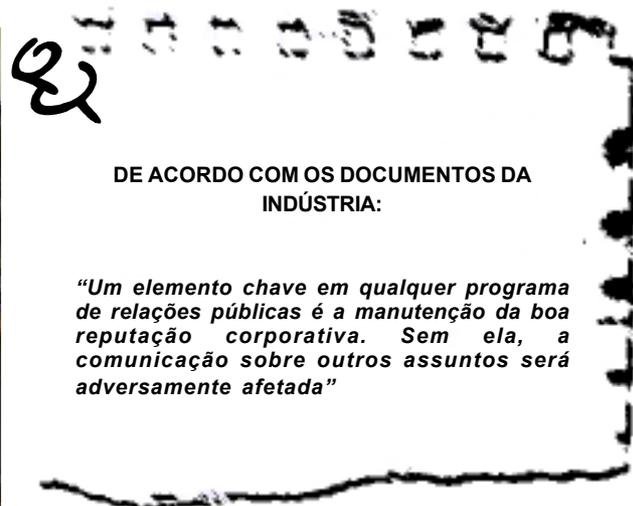 DE ACORDO COM OS DOCUMENTOS DA
INDÚSTRIA:
“Um elemento chave em qualquer programa
de relações públicas é a manutenção da boa
reputação corporativa. Sem ela, a
comunicação sobre outros assuntos será
adversamente afetada”